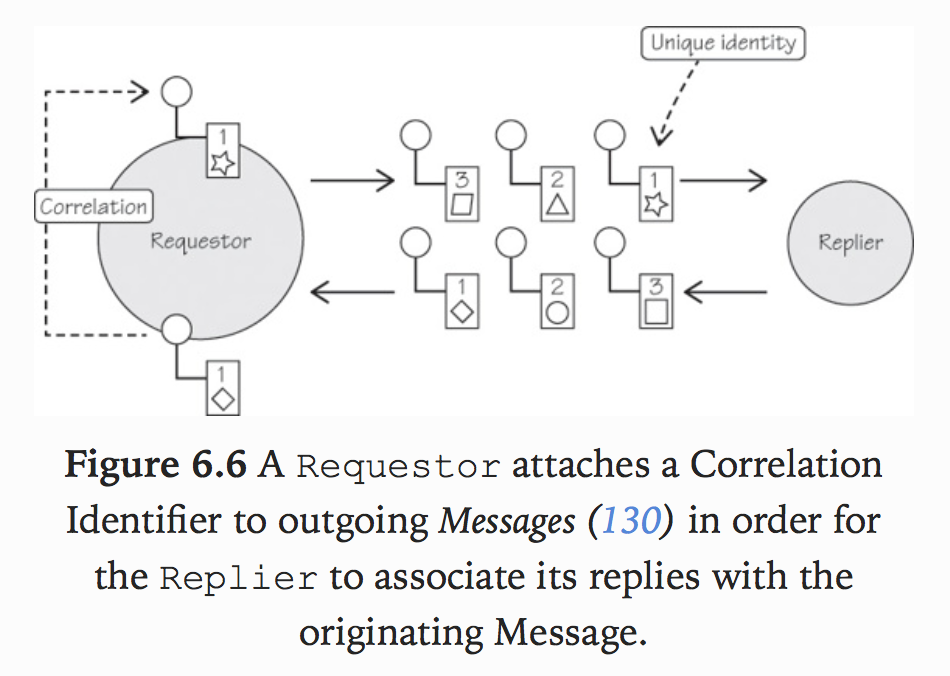 Unique identity
1
Correlation
Requestor
3
2
1
Replier
1
2
3
1
Figure 6.6 A Requestor attaches a Correlation
Identifier to outgoing Messages (130) in order for
the Replier to associate its replies with the
originating Message.